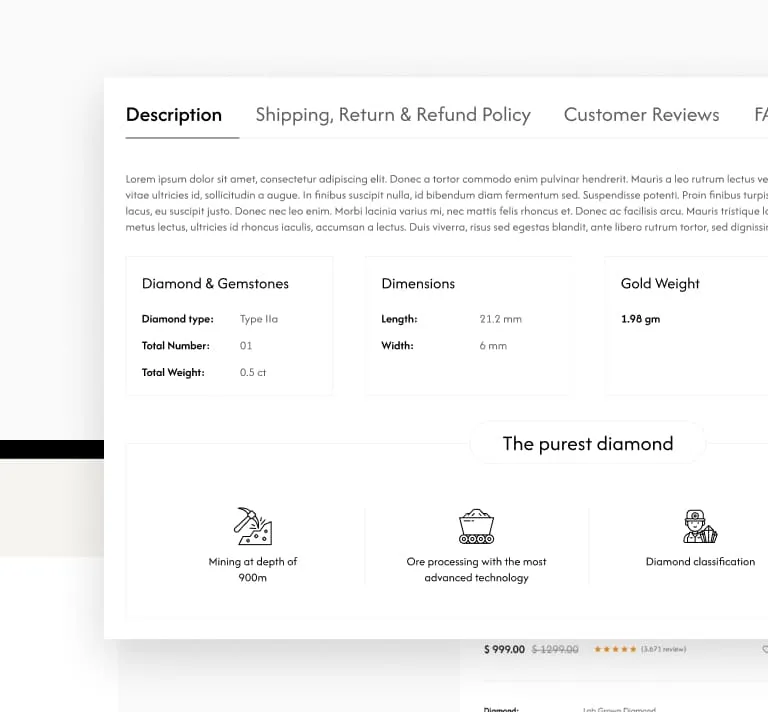 Description Shipping, Return & Refund Policy Customer Reviews
Lorem ipsum dolor sit amet, consectetur adipiscing elit. Donec a tortor commodo enim pulvinar hendrerit. Mauris a leo rutrum lectus
vitae ultricies id, sollicitudin a augue. In finibus suscipit nulla, id bibendum diam fermentum sed. Suspendisse potenti. Proin finibus
lacus, eu suscipit justo. Donec nec leo enim. Morbi lacinia varius mi, nec mattis felis rhoncus et. Donec ac facilisis arcu. Mauris tristique
metus lectus, ultricies id rhoncus iaculis, accumsan a lectus. Duis viverra, risus sed egestas blandit, ante libero rutrum tortor, sed
Diamond & Gemstones
Diamond type: Type IIa
Total Number: 01
Total Weight: 0.5 ct
Dimensions
Length: 21.2 mm
Width: 6 mm
Gold Weight
1.98 gm
The purest diamond
Mining at depth of
900m
Ore processing with the most
advanced technology
Diamond classification
$ 999.00 $ 1299.00 (3.671 review)
Diamond: Lab Grown Diamond